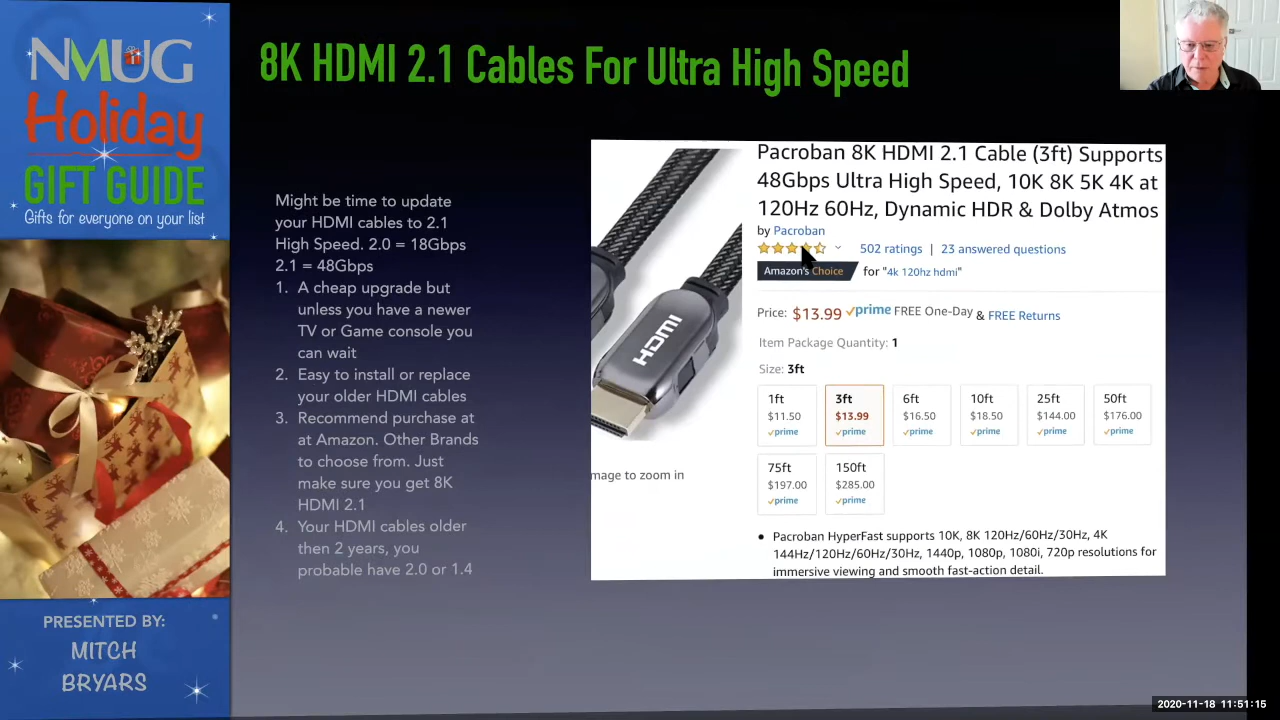 NMUG
Holiday
GIFT GUIDE
Gifts for everyone on your list
8K HDMI 2.1 Cables For Ultra High Speed
Might be time to update
your HDMI cables to 2.1
High Speed. 2.0 = 18Gbps
2.1 = 48Gbps
1. A cheap upgrade but
unless you have a newer
TV or Game console you
can wait
2. Easy to install or replace
your older HDMI cables
3. Recommend purchase at
at Amazon. Other Brands
to choose from. Just
make sure you get 8K
HDMI 2.1
4. Your HDMI cables older
then 2 years, you
probable have 2.0 or 1.4
HDMI
mage to zoom in
Pacroban 8K HDMI 2.1 Cable (3ft) Supports
48Gbps Ultra High Speed, 10K 8K 5K 4K at
120Hz 60Hz, Dynamic HDR & Dolby Atmos
by Pacroban
502 ratings | 23 answered questions
Amazon's Choice for "4k 120hz hdmi"
Price: $13.99 prime FREE One-Day & FREE Returns
Item Package Quantity: 1
Size: 3ft
1ft 3ft 6ft 10ft 25ft 50ft
$11.50 $13.99 $16.50 $18.50 $144.00 $176.00
prime prime prime prime prime prime
75ft 150ft
$197.00 $285.00
prime prime
• Pacroban HyperFast supports 10K, 8K 120Hz/60Hz/30Hz, 4K
144Hz/120Hz/60Hz/30Hz, 1440p, 1080p, 1080i, 720p resolutions for
immersive viewing and smooth fast-action detail.
PRESENTED BY:
MITCH
BRYARS
2020-11-18 11:51:15